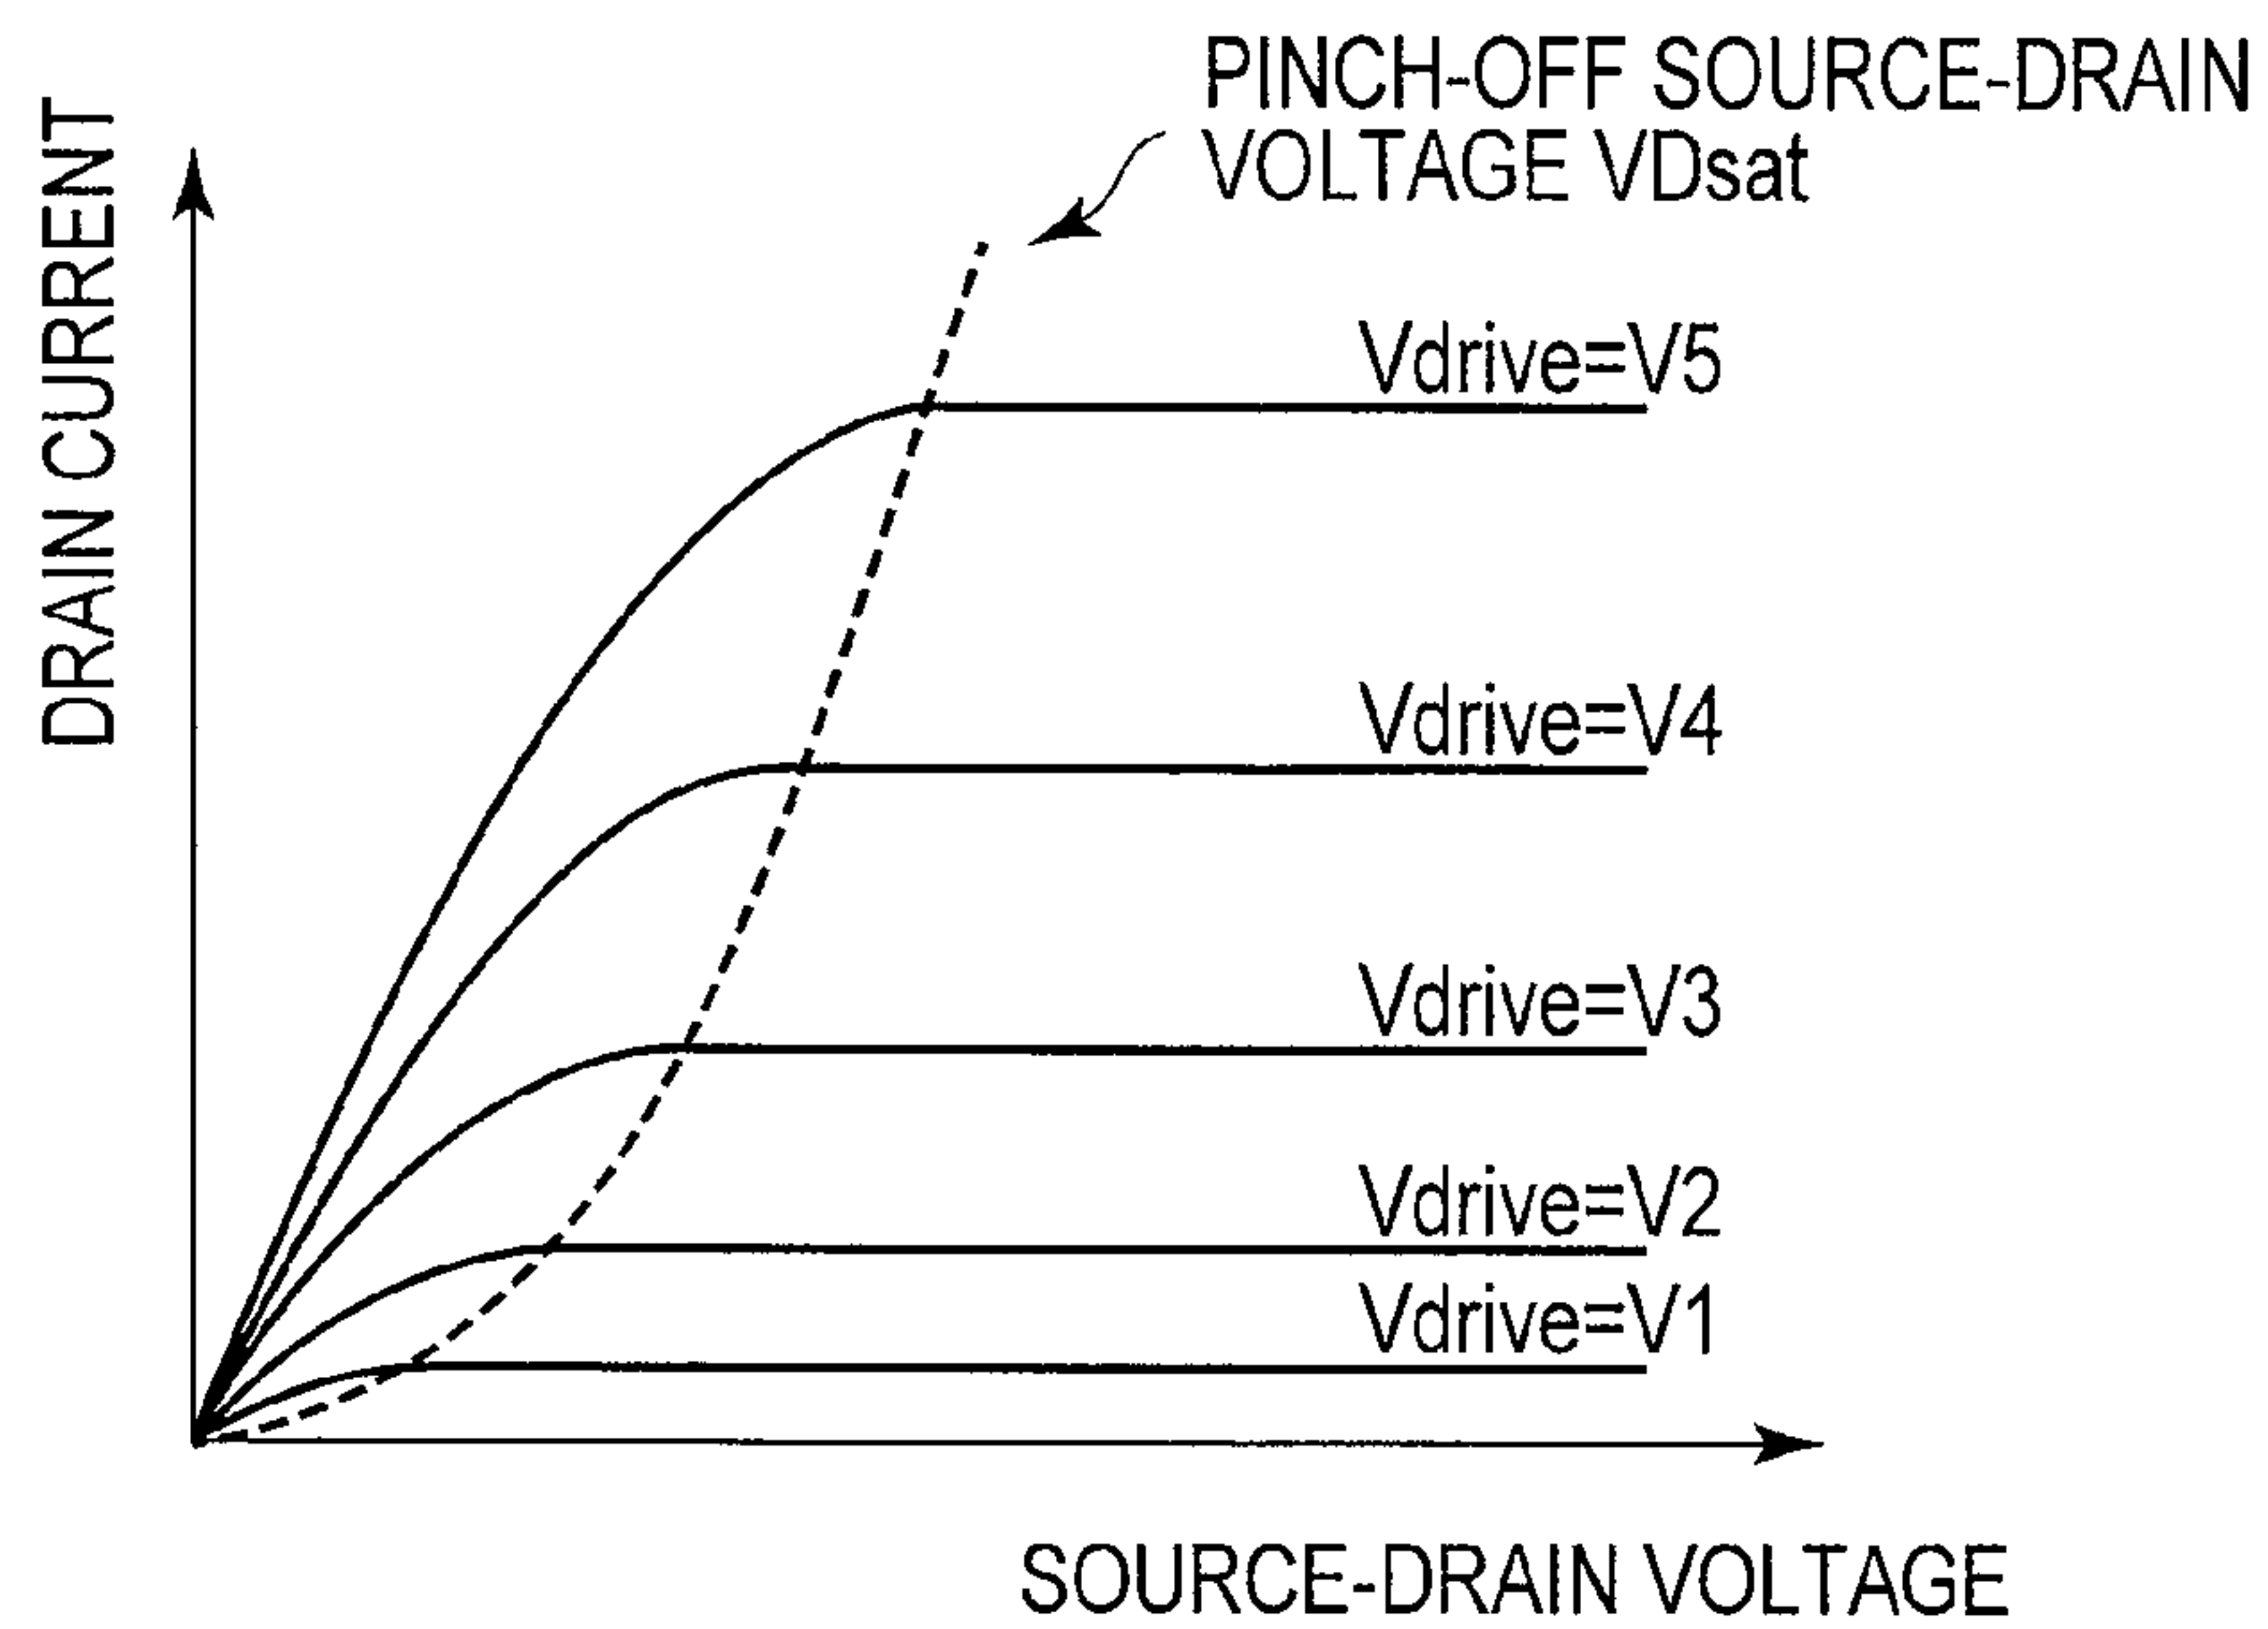 PINCH-OFF SOURCE-DRAIN
VOLTAGE VDsat
DRAIN CURRENT
Vdrive=V5
Vdrive=V4
Vdrive=V3
Vdrive=V2
Vdrive=V1
SOURCE-DRAIN VOLTAGE